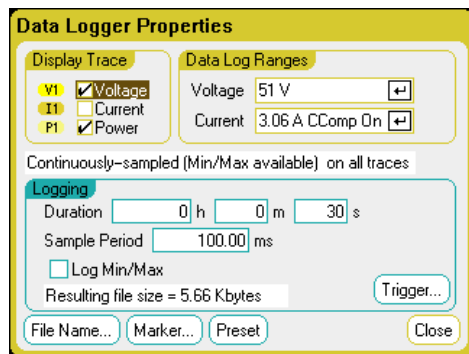 Data Logger Properties
Display Trace
V1 Voltage
I1 Current
P1 Power
Data Log Ranges
Voltage 51 V
Current 3.06 A CComp On
Continuously-sampled (Min/Max available) on all traces
Logging
Duration 0 h 0 m 30 s
Sample Period 100.00 ms
Log Min/Max
Resulting file size = 5.66 Kbytes
Trigger...
File Name... Marker... Preset Close